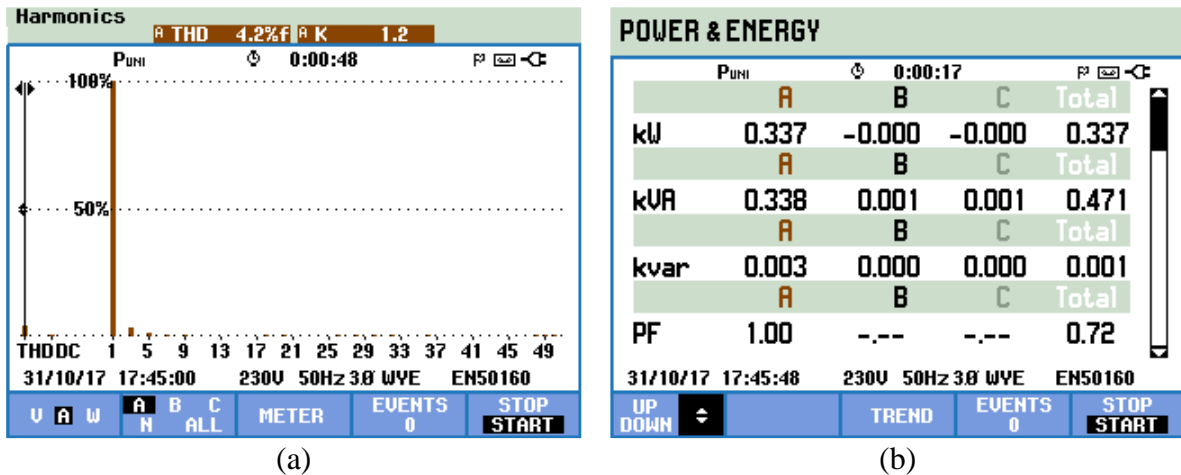 Harmonics
A THD 4.2%f A K 1.2
PUNI 0:00:48
100%
50%
THD DC 1 5 9 13 17 21 25 29 33 37 41 45 49
31/10/17 17:45:00 230V 50Hz 3Ø WYE EN50160
V A W A B C N ALL METER EVENTS 0 STOP START
(a)
POWER & ENERGY
PUNI 0:00:17
A B C Total
kW 0.337 -0.000 -0.000 0.337
A B C Total
kVA 0.338 0.001 0.001 0.471
A B C Total
kvar 0.003 0.000 0.000 0.001
A B C Total
PF 1.00 -.-- -.-- 0.72
31/10/17 17:45:48 230V 50Hz 3Ø WYE EN50160
UP DOWN TREND EVENTS 0 STOP START
(b)